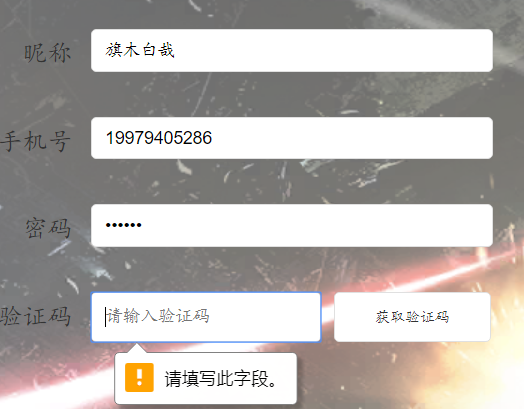 昵称 旗木白哉
手机号 19979405286
密码 ••••••
验证码 请输入验证码 获取验证码
请填写此字段。